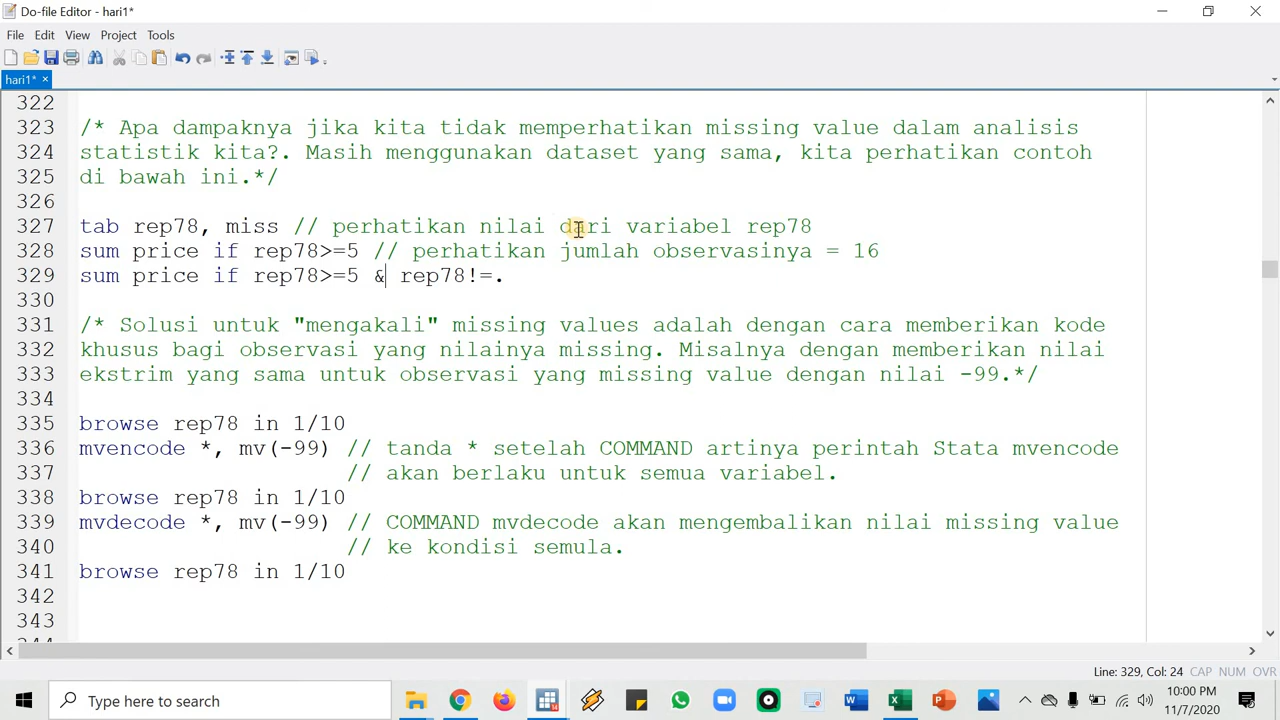 Do-file Editor - hari1*
File Edit View Project Tools
hari1* ×
322
323 /* Apa dampaknya jika kita tidak memperhatikan missing value dalam analisis
324 statistik kita?. Masih menggunakan dataset yang sama, kita perhatikan contoh
325 di bawah ini.*/
326
327 tab rep78, miss // perhatikan nilai dari variabel rep78
328 sum price if rep78>=5 // perhatikan jumlah observasinya = 16
329 sum price if rep78>=5 & rep78!=.
330
331 /* Solusi untuk "mengakali" missing values adalah dengan cara memberikan kode
332 khusus bagi observasi yang nilainya missing. Misalnya dengan memberikan nilai
333 ekstrim yang sama untuk observasi yang missing value dengan nilai -99.*/
334
335 browse rep78 in 1/10
336 mvencode *, mv(-99) // tanda * setelah COMMAND artinya perintah Stata mvencode
337 // akan berlaku untuk semua variabel.
338 browse rep78 in 1/10
339 mvdecode *, mv(-99) // COMMAND mvdecode akan mengembalikan nilai missing value
340 // ke kondisi semula.
341 browse rep78 in 1/10
342
343
Line: 329, Col: 24 CAP NUM OVR
Type here to search
10:00 PM
11/7/2020